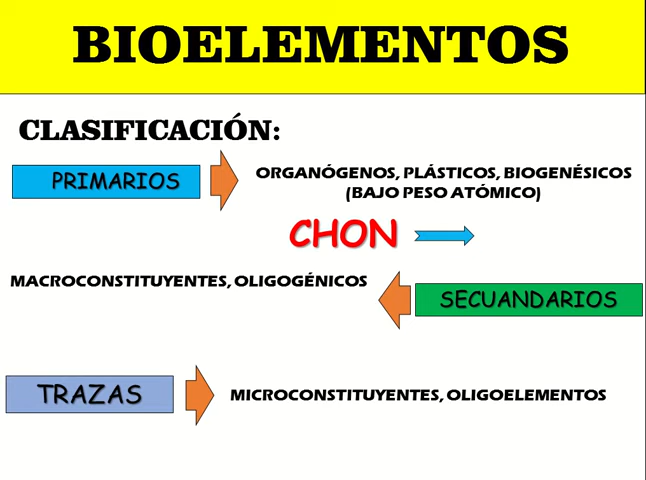 BIOELEMENTOS
CLASIFICACIÓN:
PRIMARIOS
ORGANÓGENOS, PLÁSTICOS, BIOGENÉSICOS
(BAJO PESO ATÓMICO)
CHON
MACROCONSTITUYENTES, OLIGOGÉNICOS
SECUANDARIOS
TRAZAS
MICROCONSTITUYENTES, OLIGOELEMENTOS